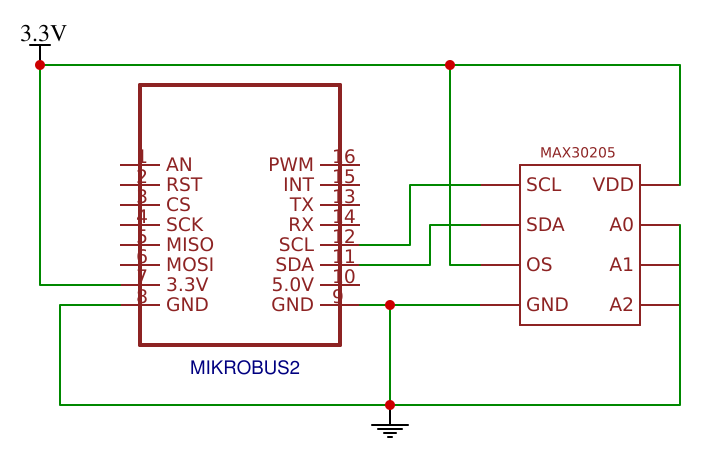 3.3V
MAX30205
1 AN PWM 16
2 RST INT 15
3 CS TX 13
4 SCK RX 14
5 MISO SCL 12
6 MOSI SDA 11
7 3.3V 5.0V 10
8 GND GND 9
SCL VDD
SDA A0
OS A1
GND A2
MIKROBUS2